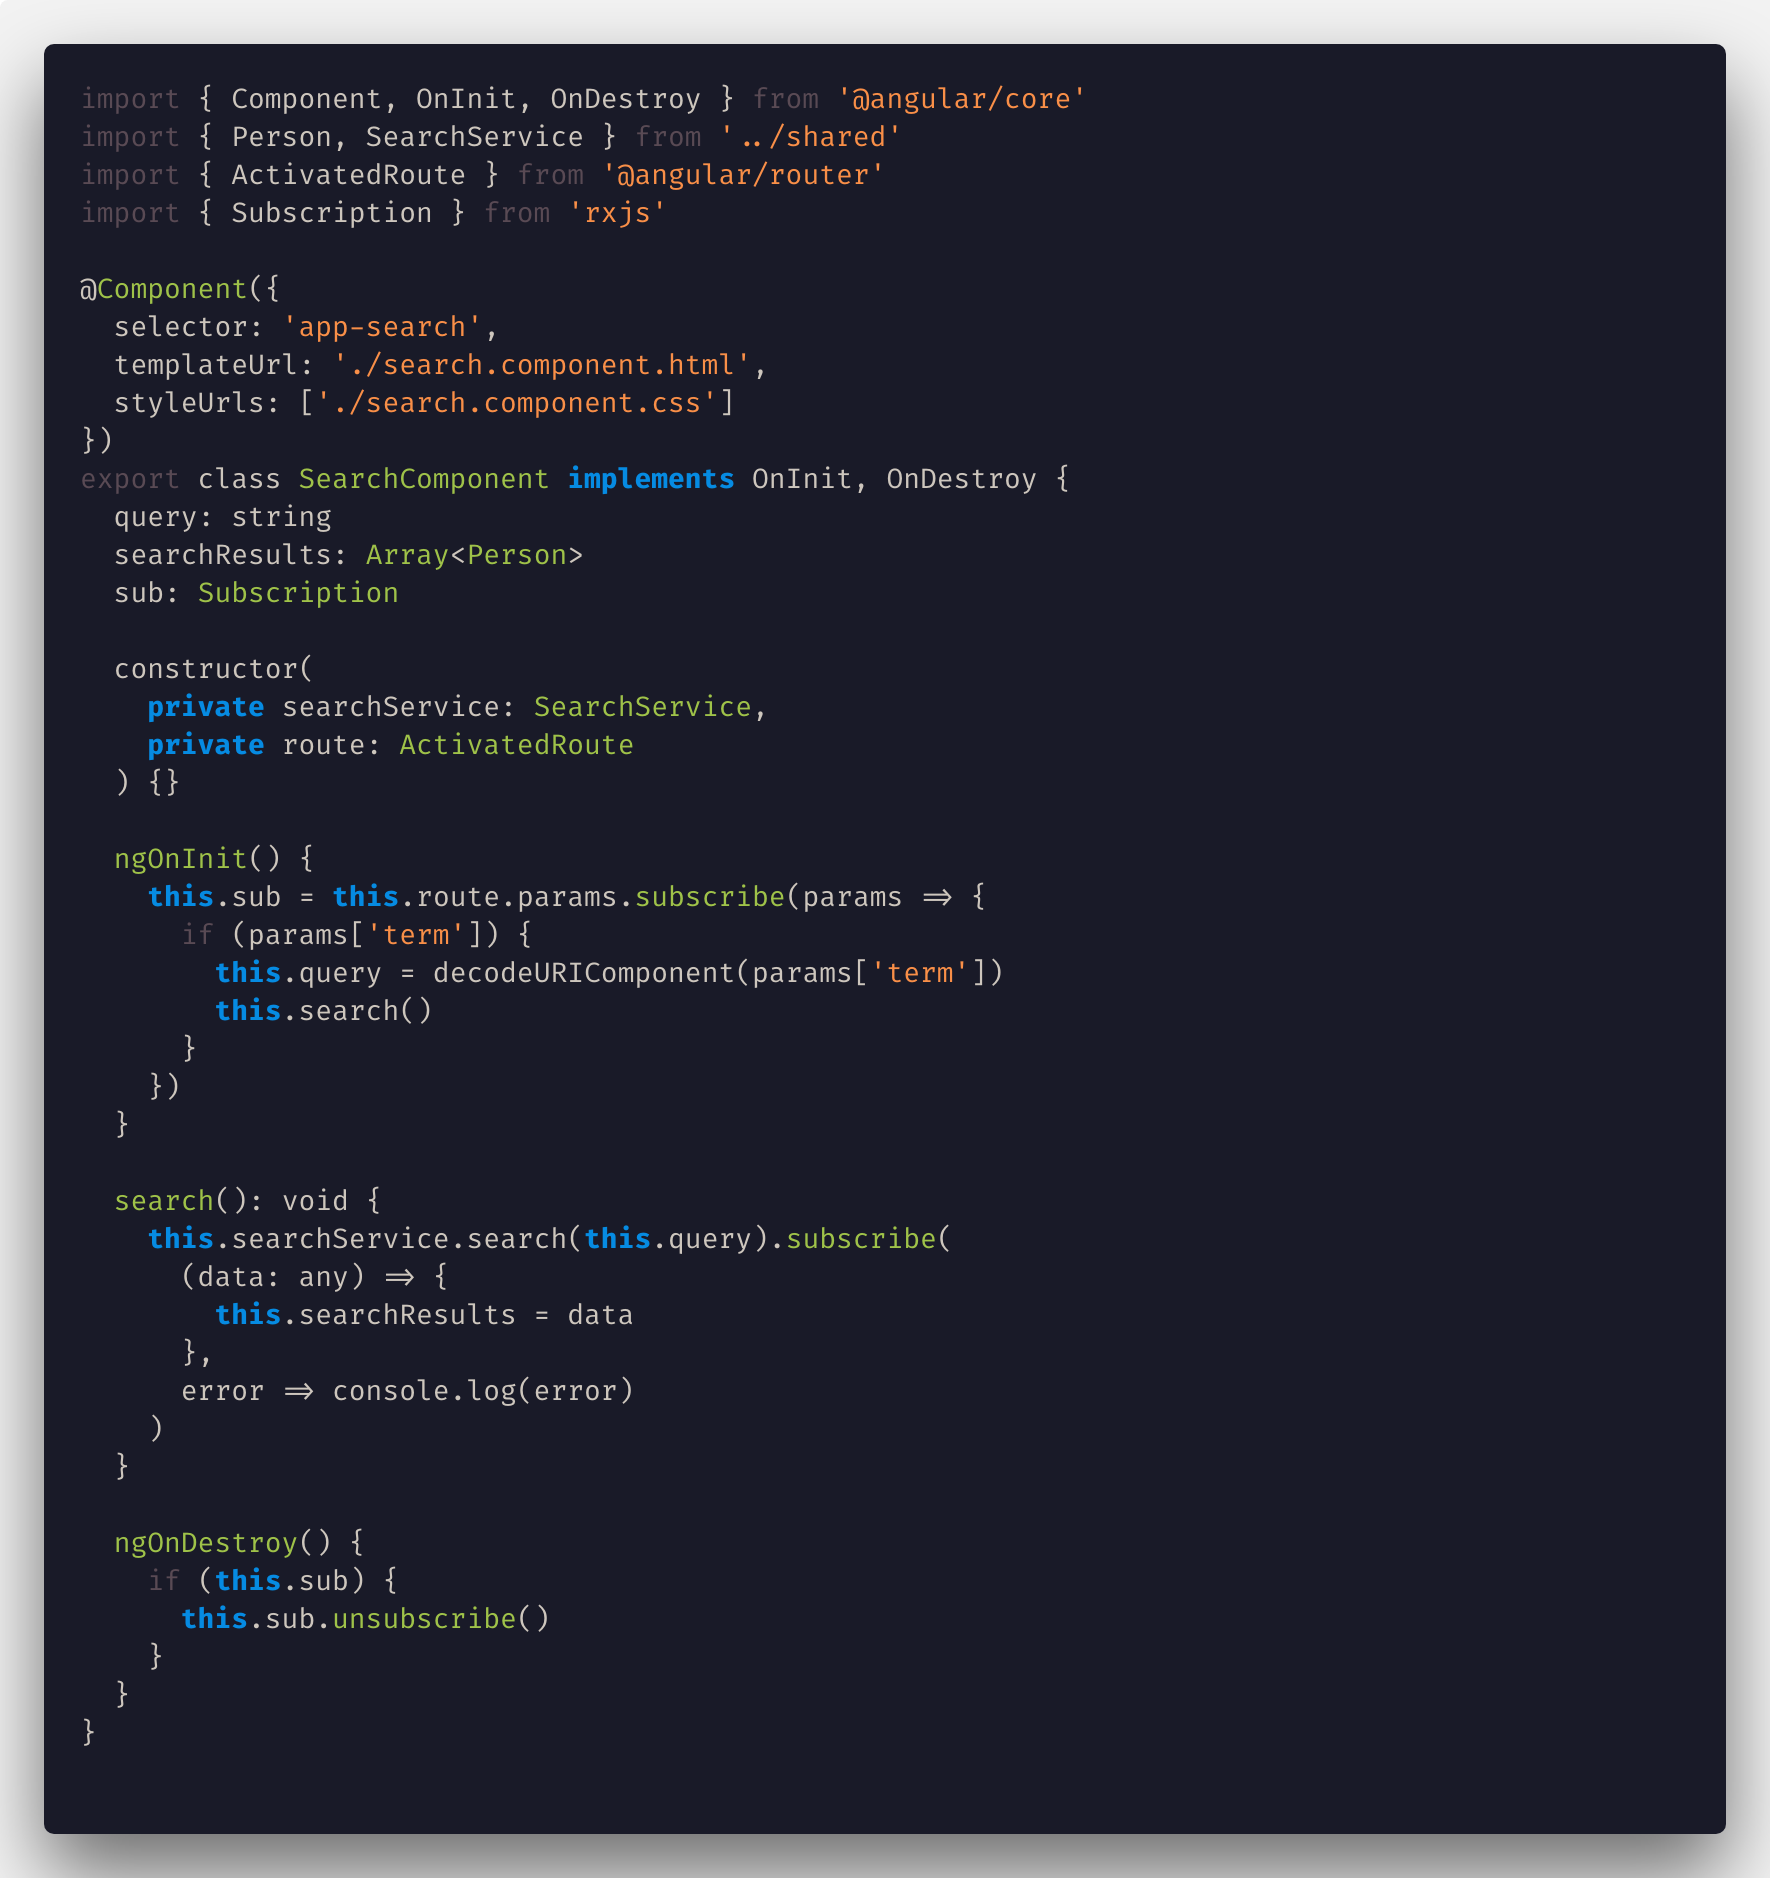 import { Component, OnInit, OnDestroy } from '@angular/core'
import { Person, SearchService } from '../shared'
import { ActivatedRoute } from '@angular/router'
import { Subscription } from 'rxjs'

@Component({
  selector: 'app-search',
  templateUrl: './search.component.html',
  styleUrls: ['./search.component.css']
})
export class SearchComponent implements OnInit, OnDestroy {
  query: string
  searchResults: Array<Person>
  sub: Subscription

  constructor(
    private searchService: SearchService,
    private route: ActivatedRoute
  ) {}

  ngOnInit() {
    this.sub = this.route.params.subscribe(params => {
      if (params['term']) {
        this.query = decodeURIComponent(params['term'])
        this.search()
      }
    })
  }

  search(): void {
    this.searchService.search(this.query).subscribe(
      (data: any) => {
        this.searchResults = data
      },
      error => console.log(error)
    )
  }

  ngOnDestroy() {
    if (this.sub) {
      this.sub.unsubscribe()
    }
  }
}